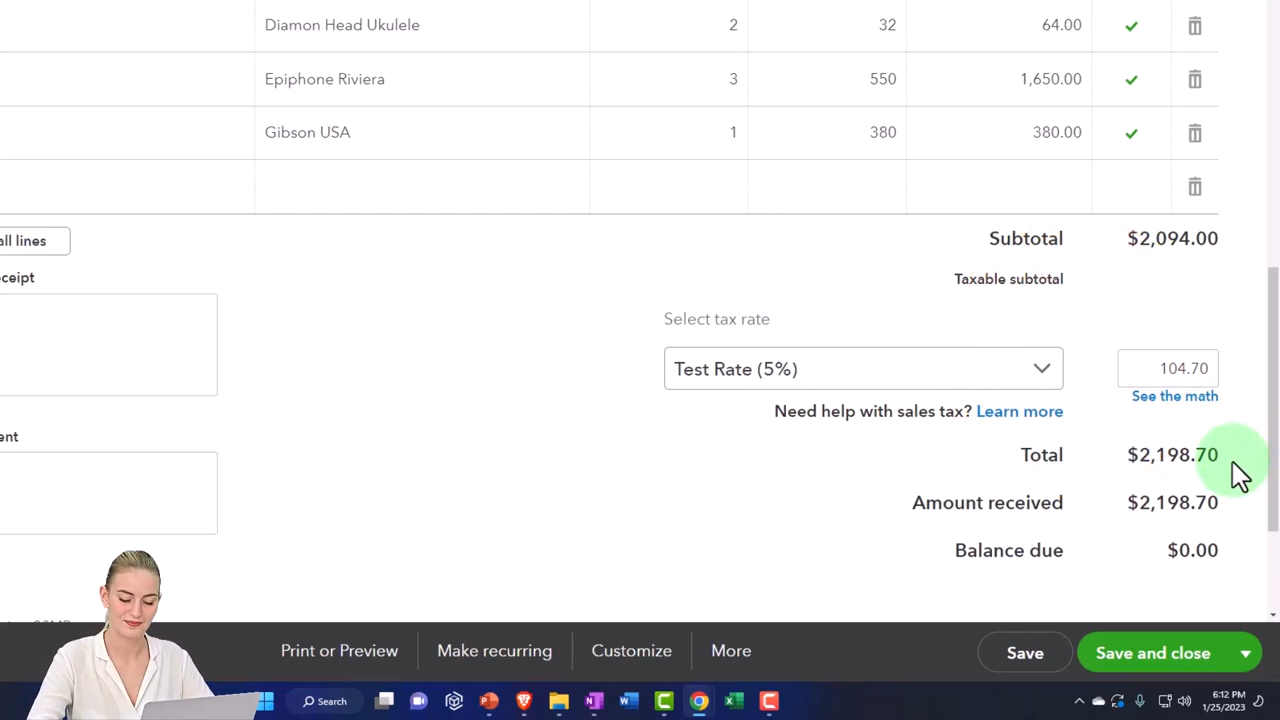 Diamon Head Ukulele 2 32 64.00
Epiphone Riviera 3 550 1,650.00
Gibson USA 1 380 380.00
all lines
Subtotal $2,094.00
eceipt
Taxable subtotal
Select tax rate
Test Rate (5%) 104.70
See the math
Need help with sales tax? Learn more
ent
Total $2,198.70
Amount received $2,198.70
Balance due $0.00
Print or Preview
Make recurring
Customize
More
Save
Save and close
Search
6:12 PM
1/25/2023